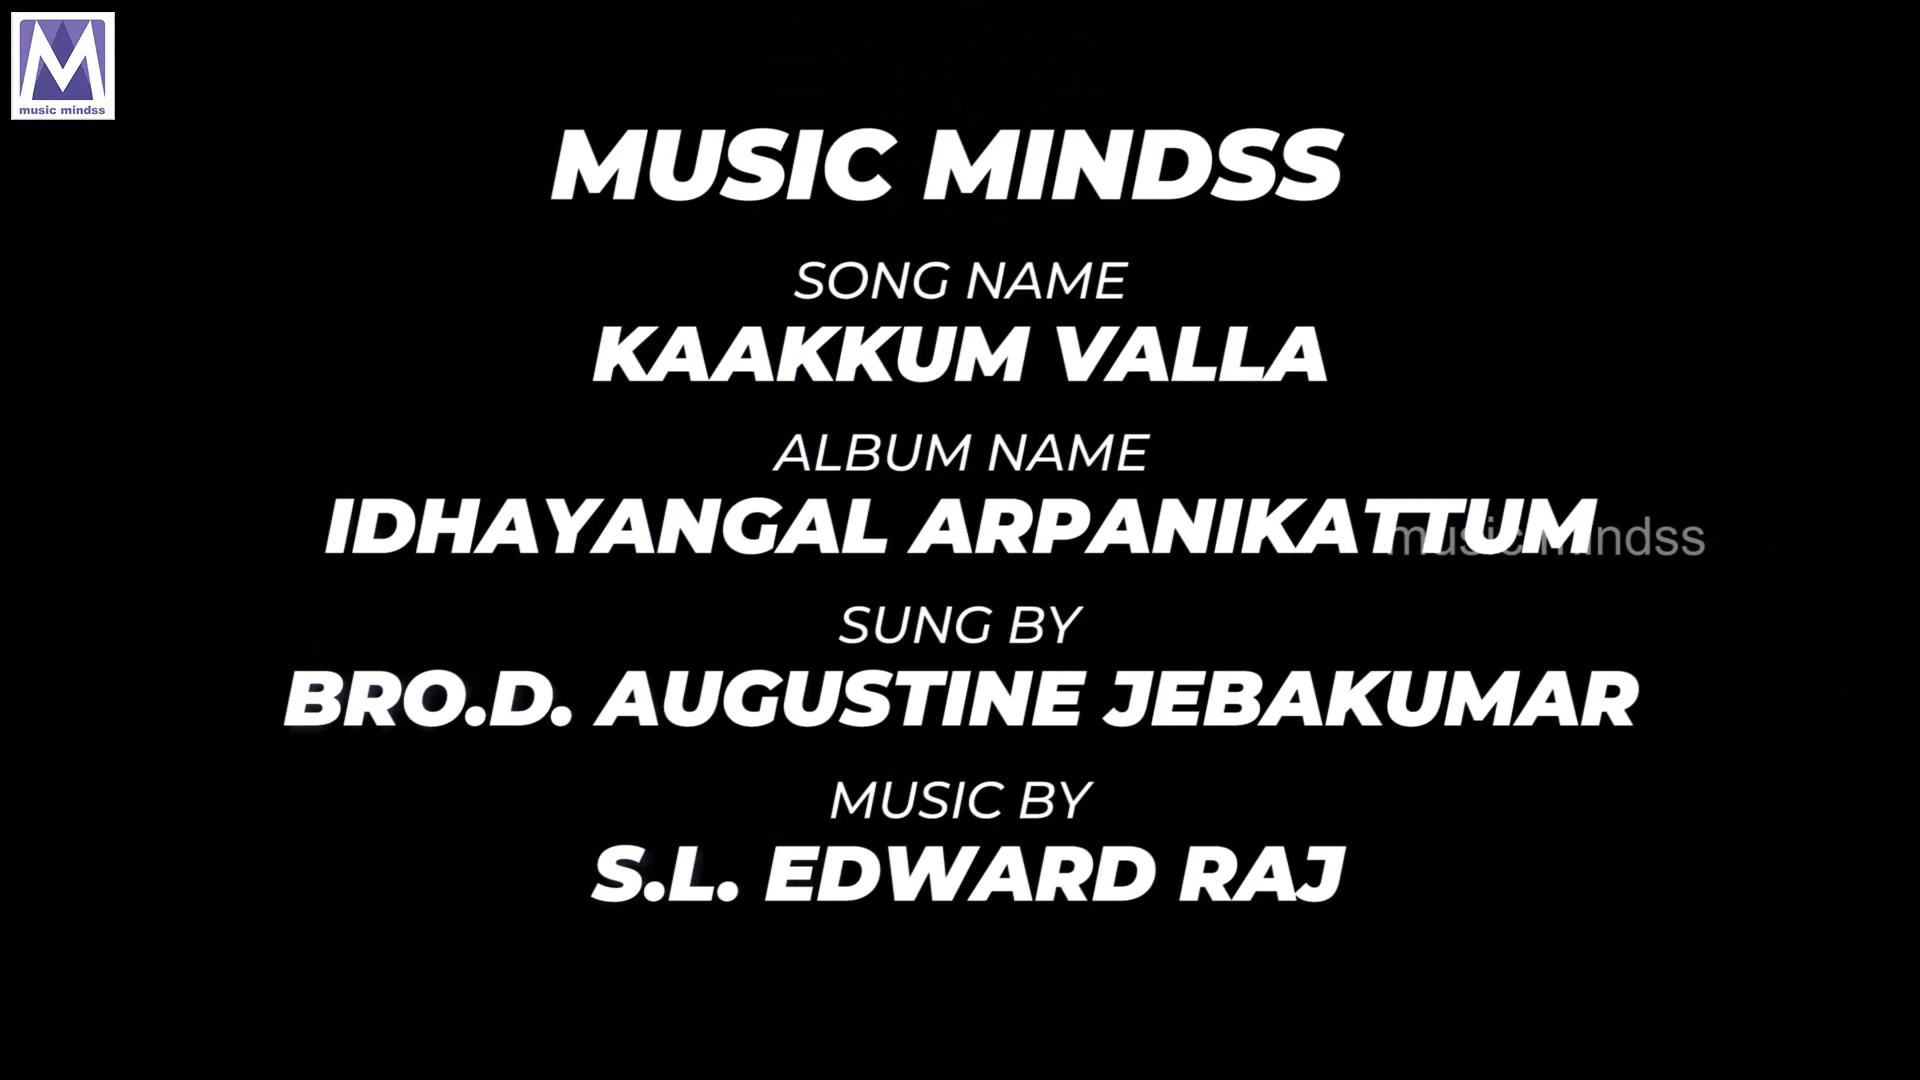 music mindss
MUSIC MINDSS
SONG NAME
KAAKKUM VALLA
ALBUM NAME
IDHAYANGAL ARPANIKATTUM
music mindss
SUNG BY
BRO.D. AUGUSTINE JEBAKUMAR
MUSIC BY
S.L. EDWARD RAJ